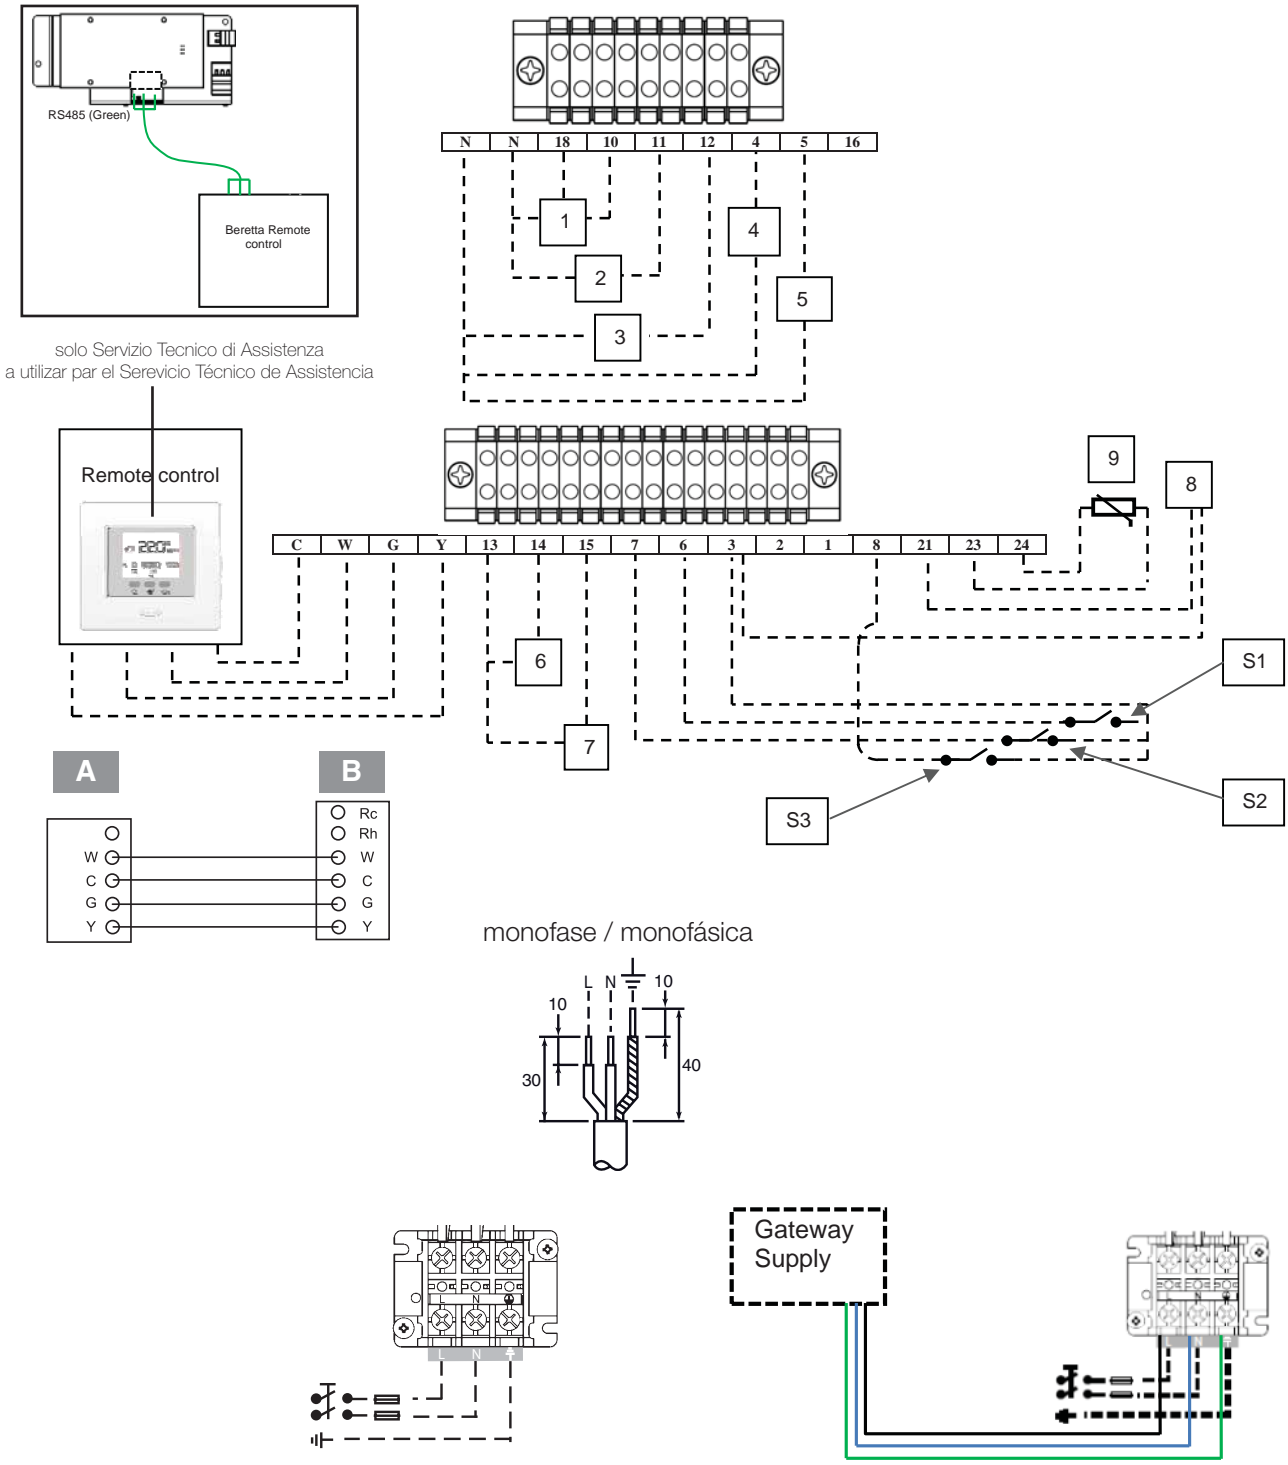 RS485 (Green)
Beretta Remote
control
solo Servizio Tecnico di Assistenza
a utilizar par el Serevicio Técnico de Assistencia
N N 18 10 11 12 4 5 16
1
2
3
4
5
Remote control
C W G Y 13 14 15 7 6 3 2 1 8 21 23 24
9
8
6
7
S1
S2
S3
A B
Rc
Rh
W W
C C
G G
Y Y
monofase / monofásica
L N 10
10
30
40
L N
L N
Gateway
Supply
N
N